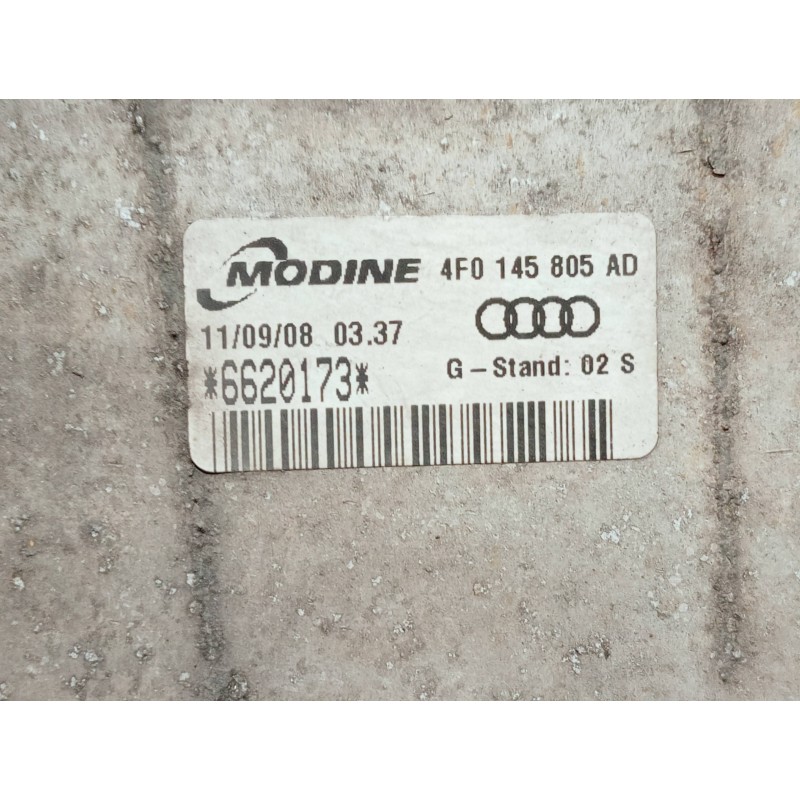 MODINE 4F0 145 805 AD
11/09/08 03.37
G-Stand: 02 S
*6620173*